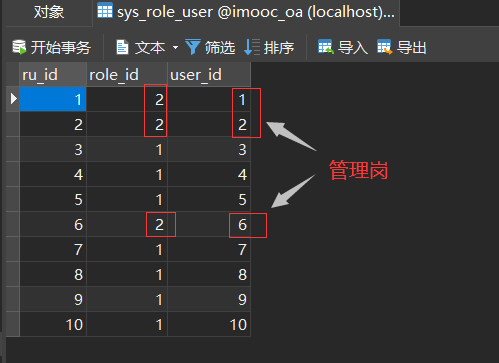 对象
sys_role_user @imooc_oa (localhost)...
开始事务 文本 筛选 排序 导入 导出
ru_id role_id user_id
1 2 1
2 2 2
3 1 3
4 1 4
5 1 5
6 2 6
7 1 7
8 1 8
9 1 9
10 1 10
管理岗